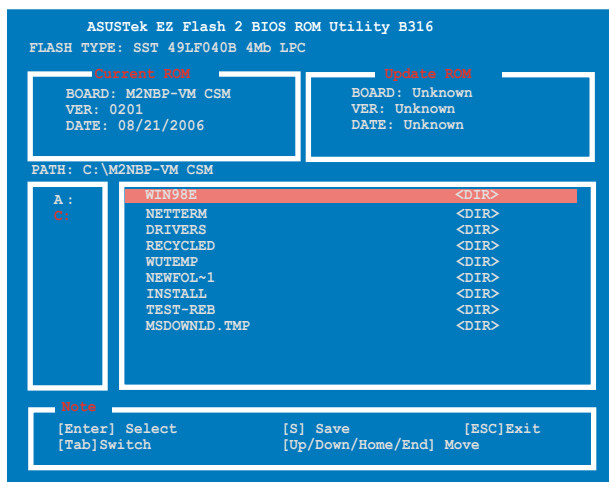 ASUSTek EZ Flash 2 BIOS ROM Utility B316
FLASH TYPE: SST 49LF040B 4Mb LPC
Current ROM
BOARD: M2NBP-VM CSM
VER: 0201
DATE: 08/21/2006
Update ROM
BOARD: Unknown
VER: Unknown
DATE: Unknown
PATH: C:\M2NBP-VM CSM
A:
C:
WIN98E <DIR>
NETTERM <DIR>
DRIVERS <DIR>
RECYCLED <DIR>
WUTEMP <DIR>
NEWFOL~1 <DIR>
INSTALL <DIR>
TEST-REB <DIR>
MSDOWNLD.TMP <DIR>
Note
[Enter] Select [S] Save [ESC]Exit
[Tab]Switch [Up/Down/Home/End] Move